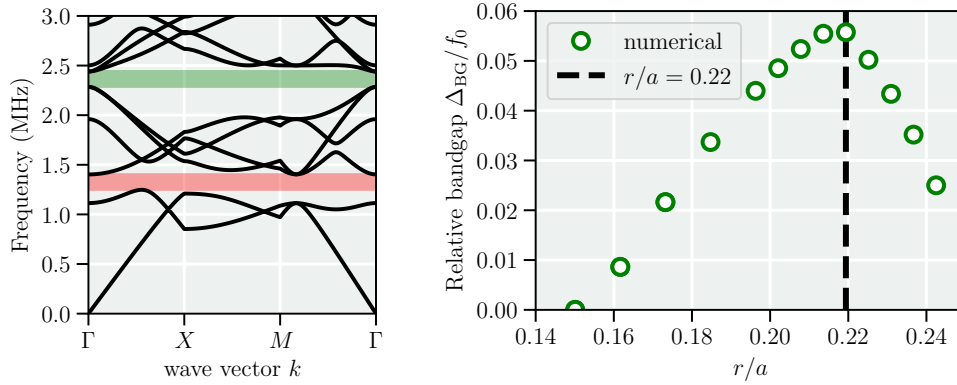 Frequency (MHz)
3.0
2.5
2.0
1.5
1.0
0.5
0.0
Γ X M Γ
wave vector k
Relative bandgap Δ_BG/f_0
0.06
0.05
0.04
0.03
0.02
0.01
0.00
numerical
r/a = 0.22
0.14 0.16 0.18 0.20 0.22 0.24
r/a